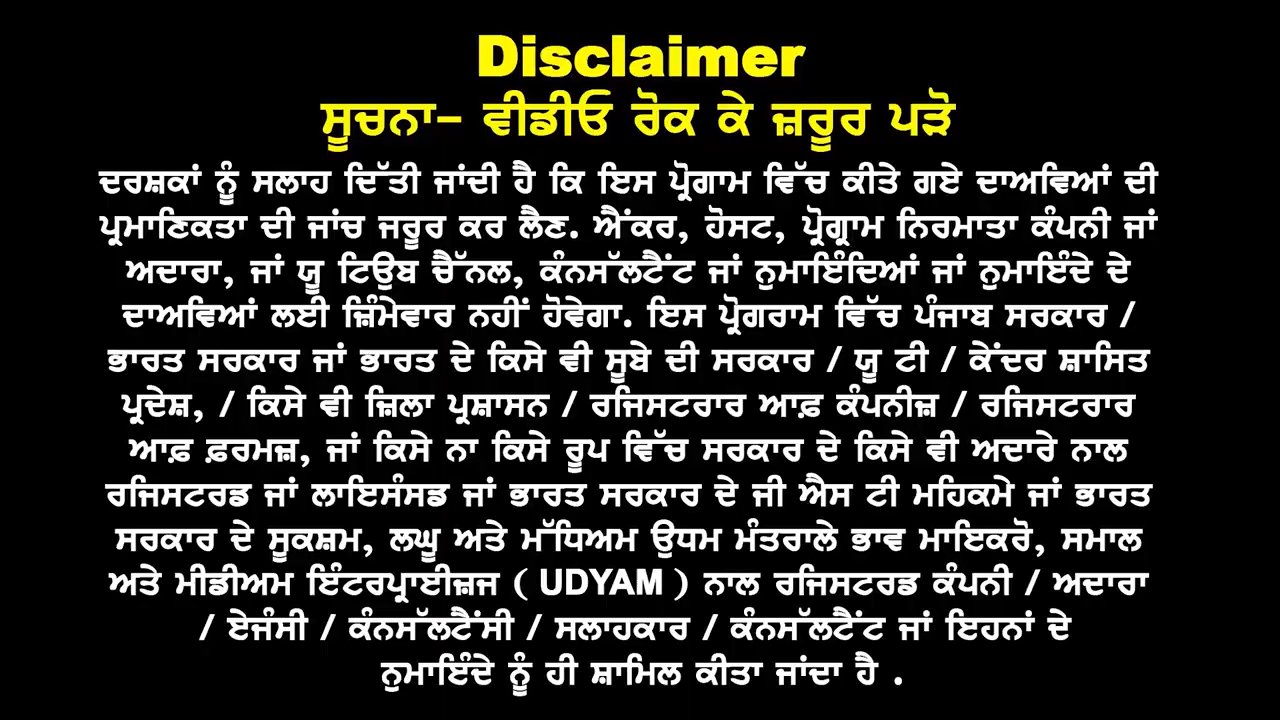 Disclaimer
ਸੂਚਨਾ- ਵੀਡੀਓ ਰੋਕ ਕੇ ਜ਼ਰੂਰ ਪੜੋ
ਦਰਸ਼ਕਾਂ ਨੂੰ ਸਲਾਹ ਦਿੱਤੀ ਜਾਂਦੀ ਹੈ ਕਿ ਇਸ ਪ੍ਰੋਗਾਮ ਵਿੱਚ ਕੀਤੇ ਗਏ ਦਾਅਵਿਆਂ ਦੀ
ਪ੍ਰਮਾਣਿਕਤਾ ਦੀ ਜਾਂਚ ਜਰੂਰ ਕਰ ਲੈਣ. ਐਂਕਰ, ਹੋਸਟ, ਪ੍ਰੋਗ੍ਰਾਮ ਨਿਰਮਾਤਾ ਕੰਪਨੀ ਜਾਂ
ਅਦਾਰਾ, ਜਾਂ ਯੂ ਟਿਊਬ ਚੈੱਨਲ, ਕੰਨਸੱਲਟੈਂਟ ਜਾਂ ਨੁਮਾਇੰਦਿਆਂ ਜਾਂ ਨੁਮਾਇੰਦੇ ਦੇ
ਦਾਅਵਿਆਂ ਲਈ ਜ਼ਿੰਮੇਵਾਰ ਨਹੀਂ ਹੋਵੇਗਾ. ਇਸ ਪ੍ਰੋਗਰਾਮ ਵਿੱਚ ਪੰਜਾਬ ਸਰਕਾਰ /
ਭਾਰਤ ਸਰਕਾਰ ਜਾਂ ਭਾਰਤ ਦੇ ਕਿਸੇ ਵੀ ਸੂਬੇ ਦੀ ਸਰਕਾਰ / ਯੂ ਟੀ / ਕੇਂਦਰ ਸ਼ਾਸਿਤ
ਪ੍ਰਦੇਸ਼, / ਕਿਸੇ ਵੀ ਜ਼ਿਲਾ ਪ੍ਰਸ਼ਾਸਨ / ਰਜਿਸਟਰਾਰ ਆਫ਼ ਕੰਪਨੀਜ਼ / ਰਜਿਸਟਰਾਰ
ਆਫ਼ ਫ਼ਰਮਜ਼, ਜਾਂ ਕਿਸੇ ਨਾ ਕਿਸੇ ਰੂਪ ਵਿੱਚ ਸਰਕਾਰ ਦੇ ਕਿਸੇ ਵੀ ਅਦਾਰੇ ਨਾਲ
ਰਜਿਸਟਰਡ ਜਾਂ ਲਾਇਸੰਸਡ ਜਾਂ ਭਾਰਤ ਸਰਕਾਰ ਦੇ ਜੀ ਐਸ ਟੀ ਮਹਿਕਮੇ ਜਾਂ ਭਾਰਤ
ਸਰਕਾਰ ਦੇ ਸੂਕਸ਼ਮ, ਲਘੂ ਅਤੇ ਮੱਧਿਅਮ ਉਧਮ ਮੰਤਰਾਲੇ ਭਾਵ ਮਾਇਕਰੋ, ਸਮਾਲ
ਅਤੇ ਮੀਡੀਅਮ ਇੰਟਰਪ੍ਰਾਈਜ਼ਜ ( UDYAM ) ਨਾਲ ਰਜਿਸਟਰਡ ਕੰਪਨੀ / ਅਦਾਰਾ
/ ਏਜੰਸੀ / ਕੰਨਸੱਲਟੈਂਸੀ / ਸਲਾਹਕਾਰ / ਕੰਨਸੱਲਟੈਂਟ ਜਾਂ ਇਹਨਾਂ ਦੇ
ਨੁਮਾਇੰਦੇ ਨੂੰ ਹੀ ਸ਼ਾਮਿਲ ਕੀਤਾ ਜਾਂਦਾ ਹੈ .